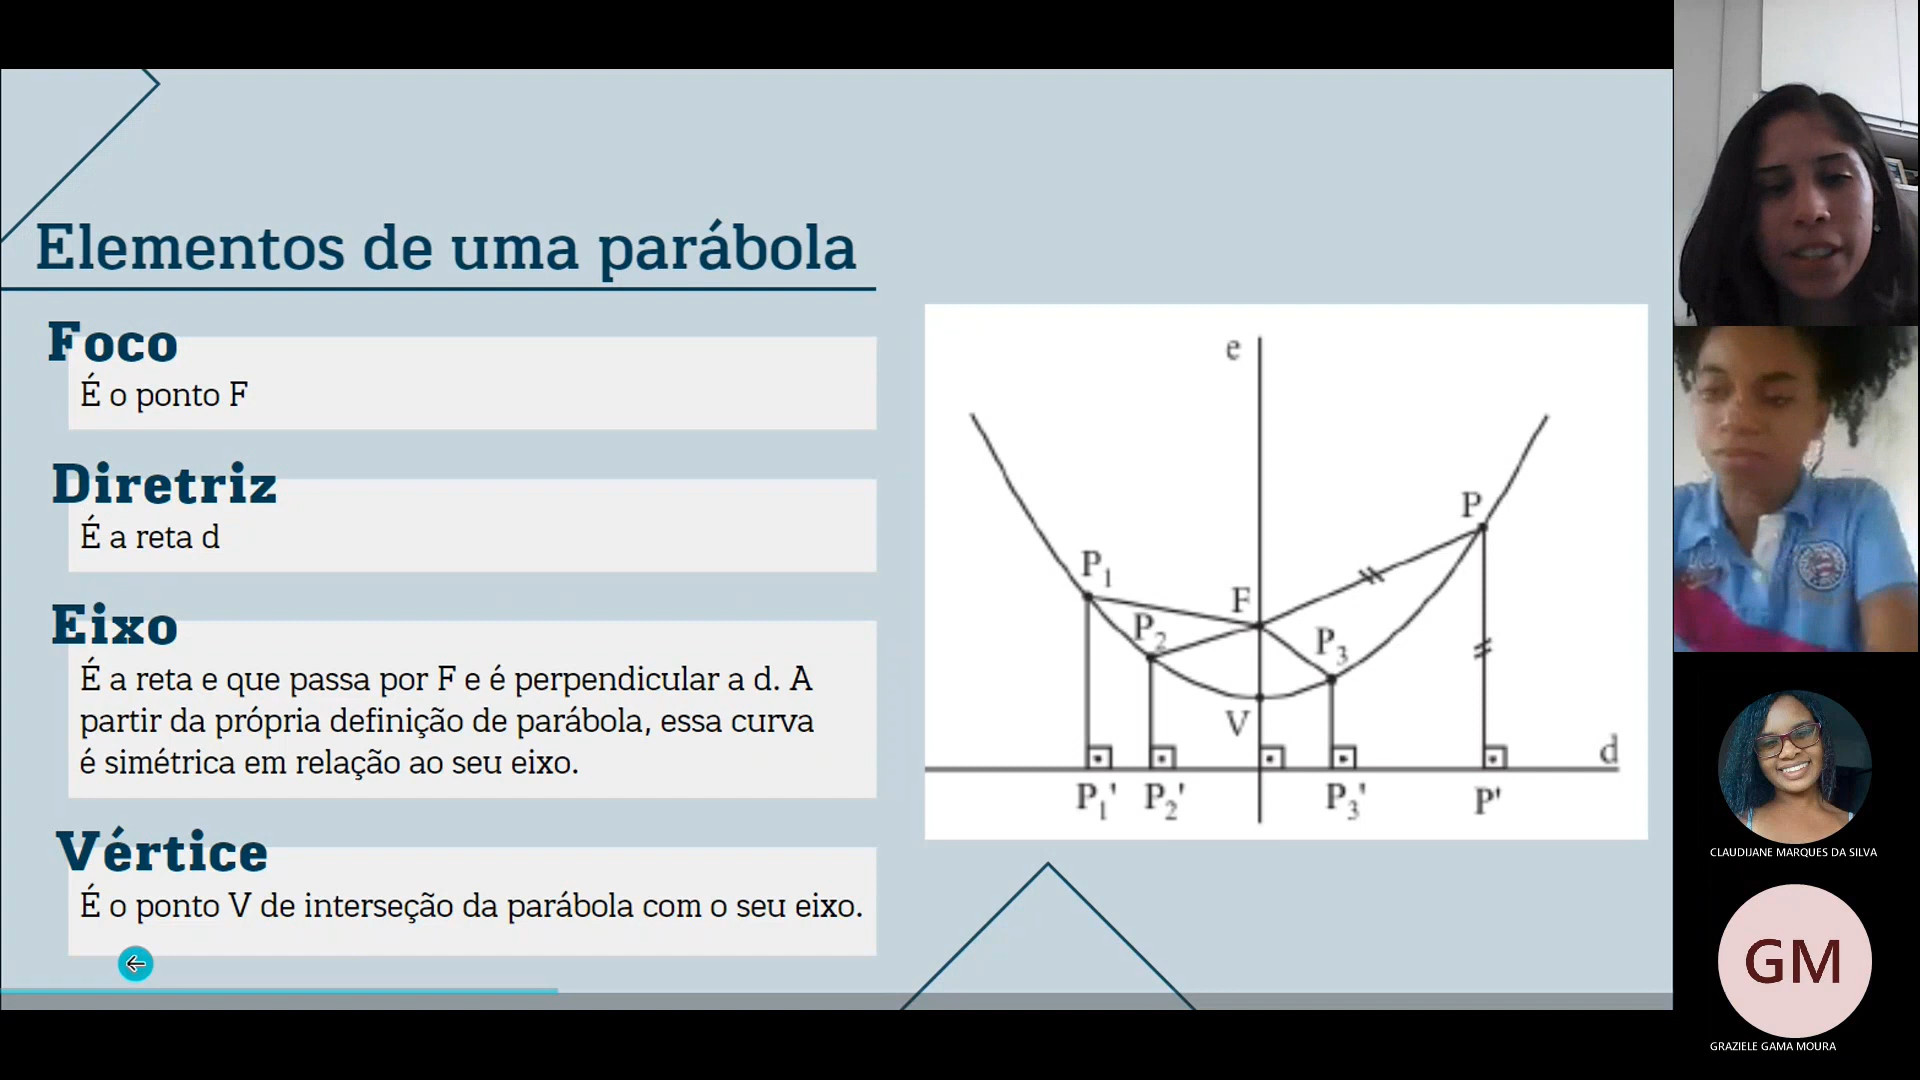 Elementos de uma parábola
Foco
É o ponto F
Diretriz
É a reta d
Eixo
É a reta e que passa por F e é perpendicular a d. A
partir da própria definição de parábola, essa curva
é simétrica em relação ao seu eixo.
Vértice
É o ponto V de interseção da parábola com o seu eixo.
e
P
P₁
F
P₂
P₃
V
d
P₁'
P₂'
P₃'
P'
CLAUDIJANE MARQUES DA SILVA
GM
GRAZIELE GAMA MOURA